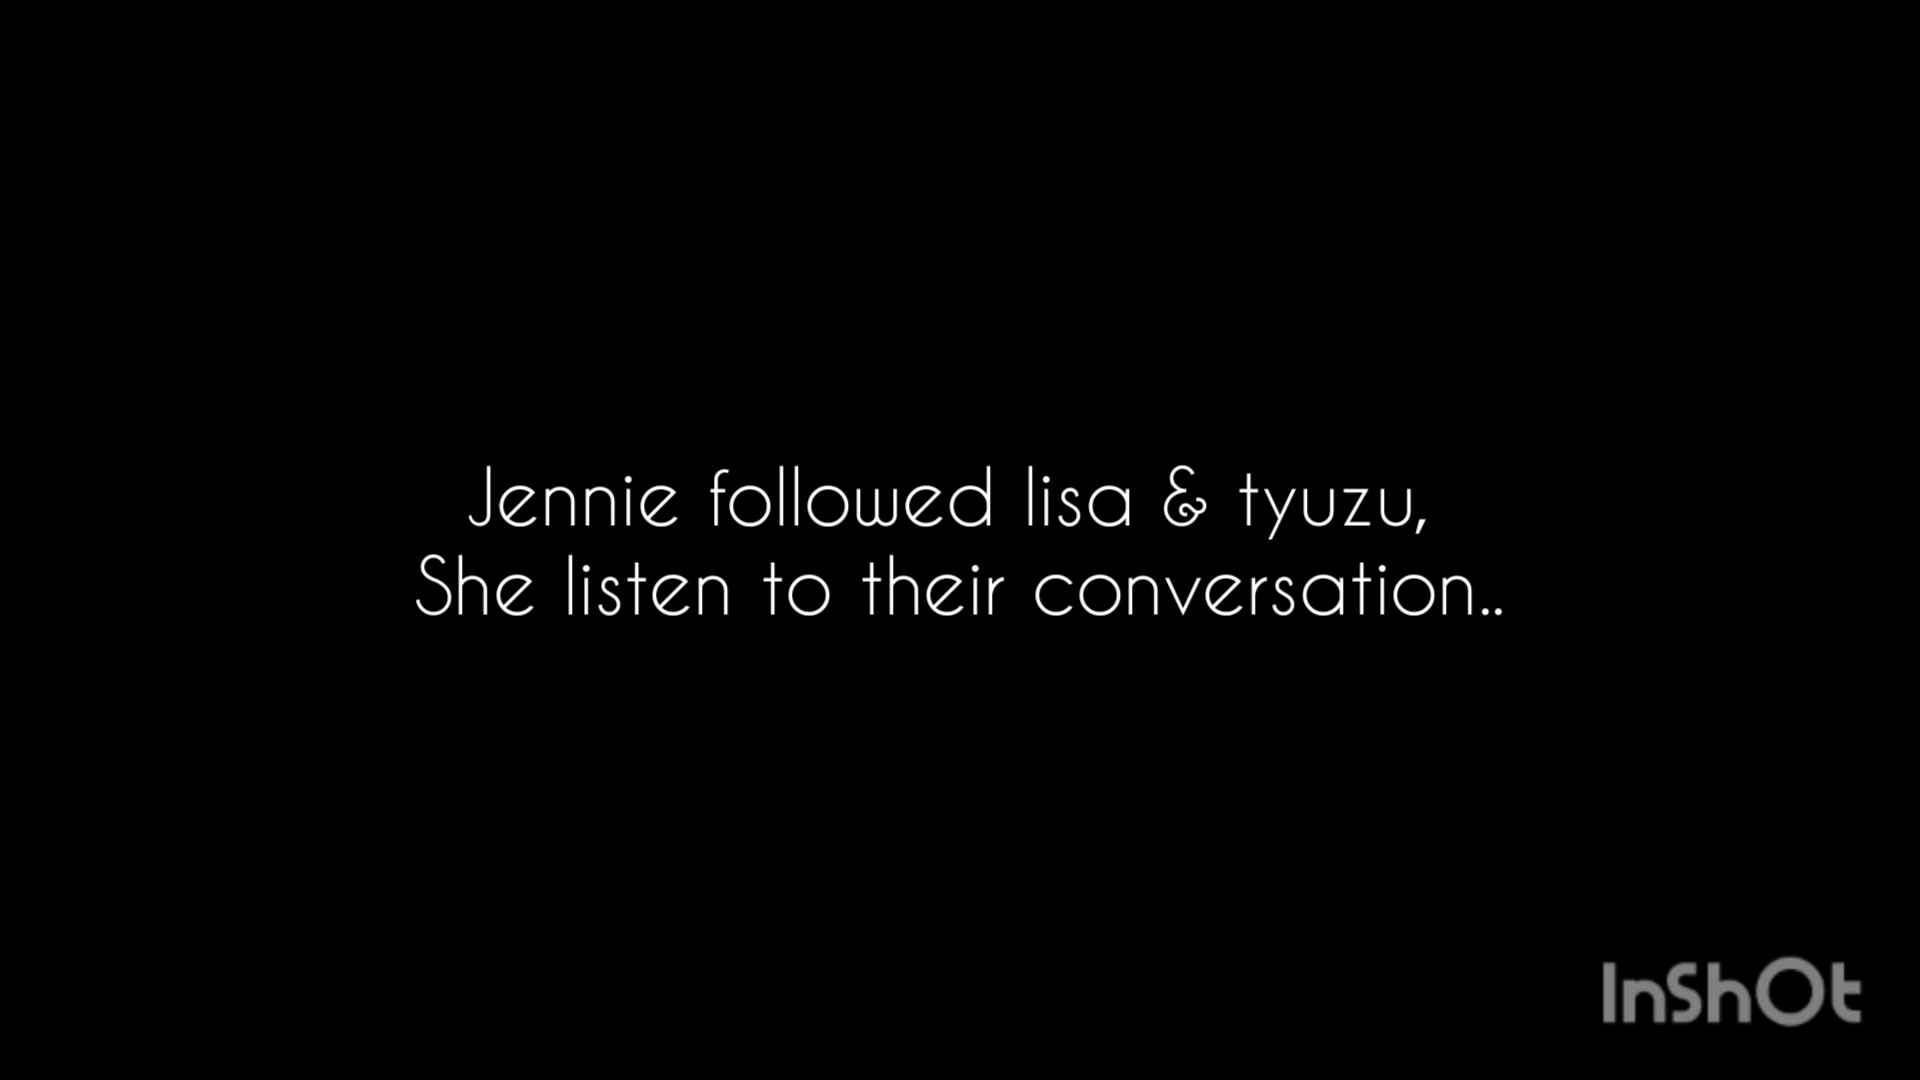 Jennie followed lisa & tyuzu,
She listen to their conversation..
InShOt